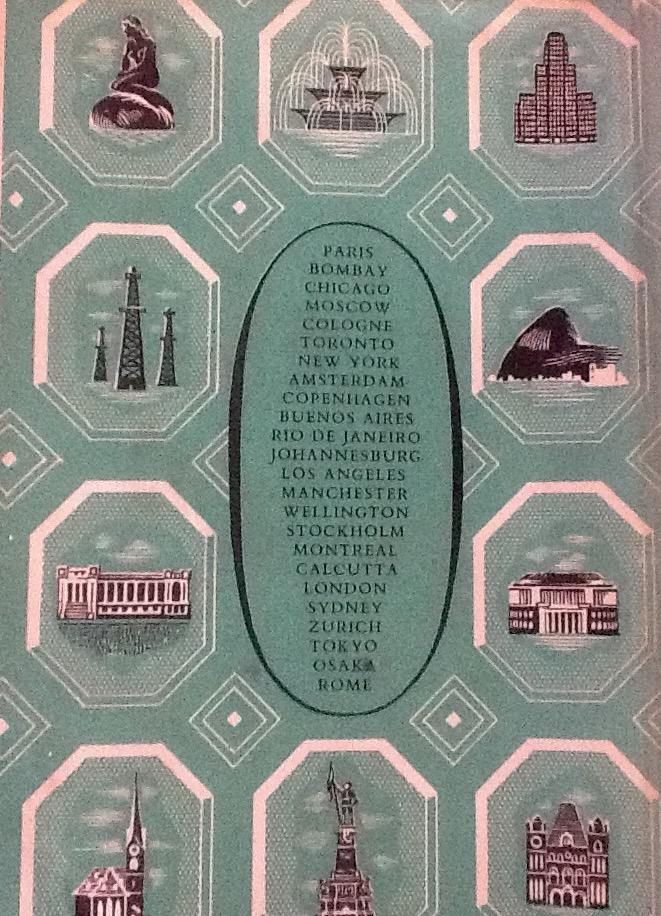 PARIS
BOMBAY
CHICAGO
MOSCOW
COLOGNE
TORONTO
NEW YORK
AMSTERDAM
COPENHAGEN
BUENOS AIRES
RIO DE JANEIRO
JOHANNESBURG
LOS ANGELES
MANCHESTER
WELLINGTON
STOCKHOLM
MONTREAL
CALCUTTA
LONDON
SYDNEY
ZURICH
TOKYO
OSAKA
ROME